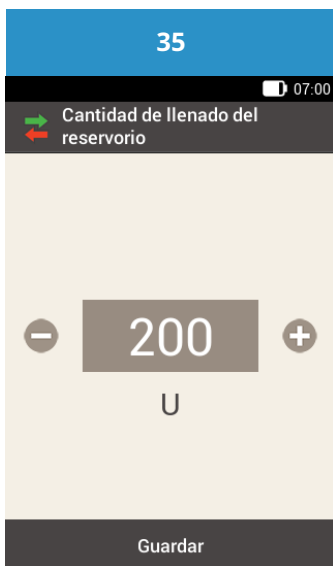 35
07:00
Cantidad de llenado del
reservorio
200
U
Guardar